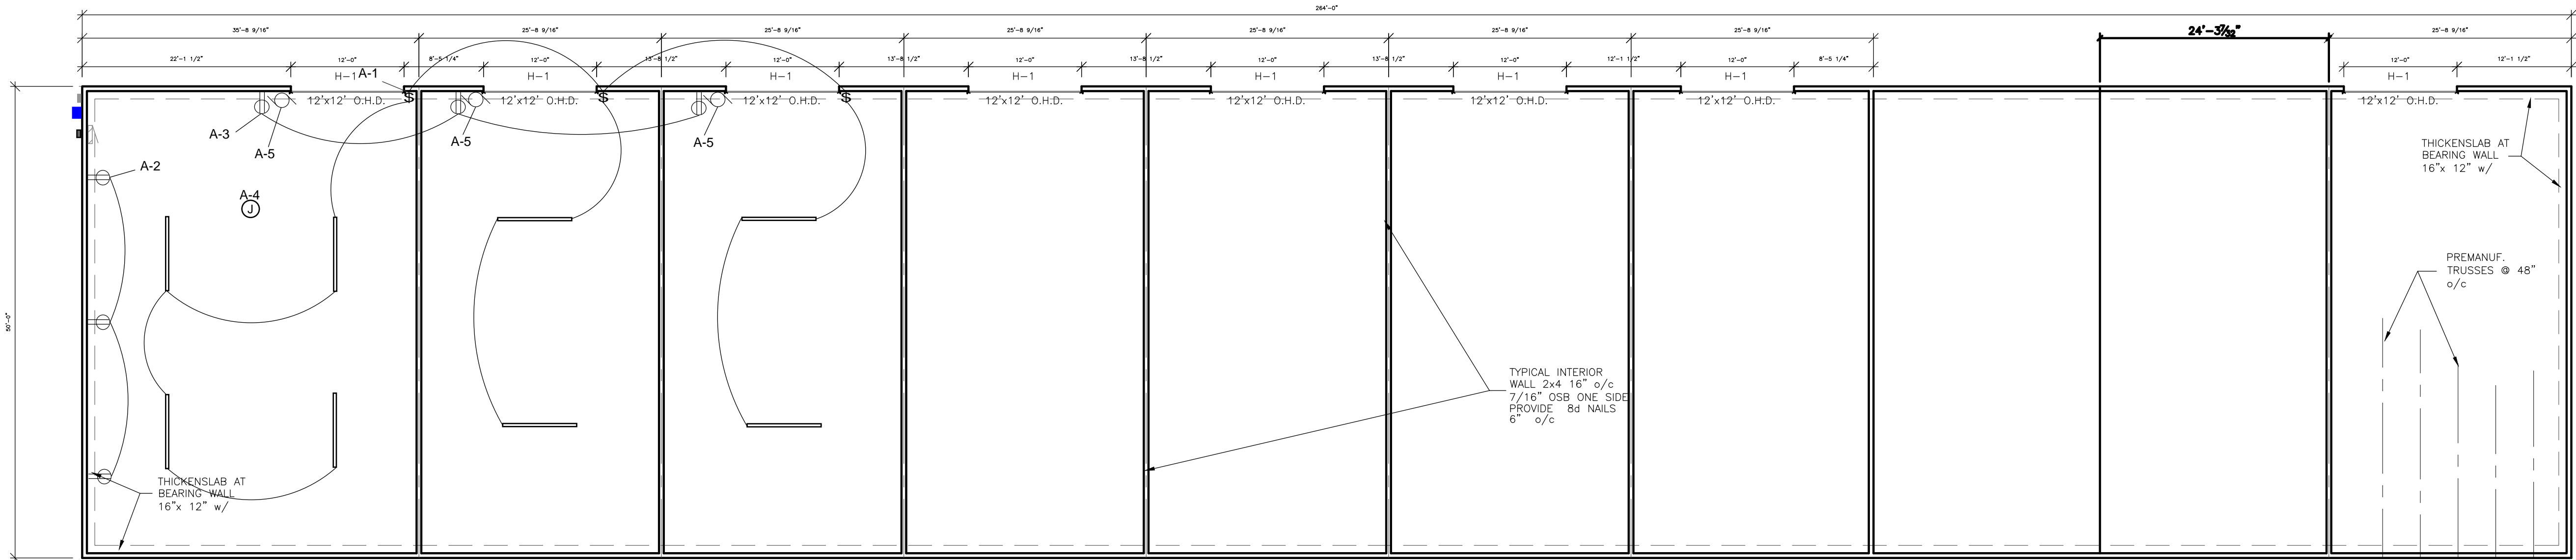 264'-0"
35'-8 9/16"
25'-8 9/16"
25'-8 9/16"
25'-8 9/16"
25'-8 9/16"
25'-8 9/16"
25'-8 9/16"
24'-3 7/32"
25'-8 9/16"
22'-1 1/2"
12'-0"
8'-5 1/4"
12'-0"
13'-8 1/2"
12'-0"
13'-8 1/2"
12'-0"
13'-8 1/2"
12'-0"
13'-8 1/2"
12'-0"
12'-1 1/2"
12'-0"
8'-5 1/4"
12'-0"
12'-1 1/2"
H-1
A-1
H-1
H-1
H-1
H-1
H-1
H-1
H-1
$
$
$
12'x12' O.H.D.
12'x12' O.H.D.
12'x12' O.H.D.
12'x12' O.H.D.
12'x12' O.H.D.
12'x12' O.H.D.
12'x12' O.H.D.
12'x12' O.H.D.
A-3
A-5
A-5
A-5
A-2
A-4
J
50'-0"
THICKENSLAB AT
BEARING WALL
16"x 12" w/
PREMANUF.
TRUSSES @ 48"
o/c
TYPICAL INTERIOR
WALL 2x4 16" o/c
7/16" OSB ONE SIDE
PROVIDE 8d NAILS
6" o/c
THICKENSLAB AT
BEARING WALL
16"x 12" w/